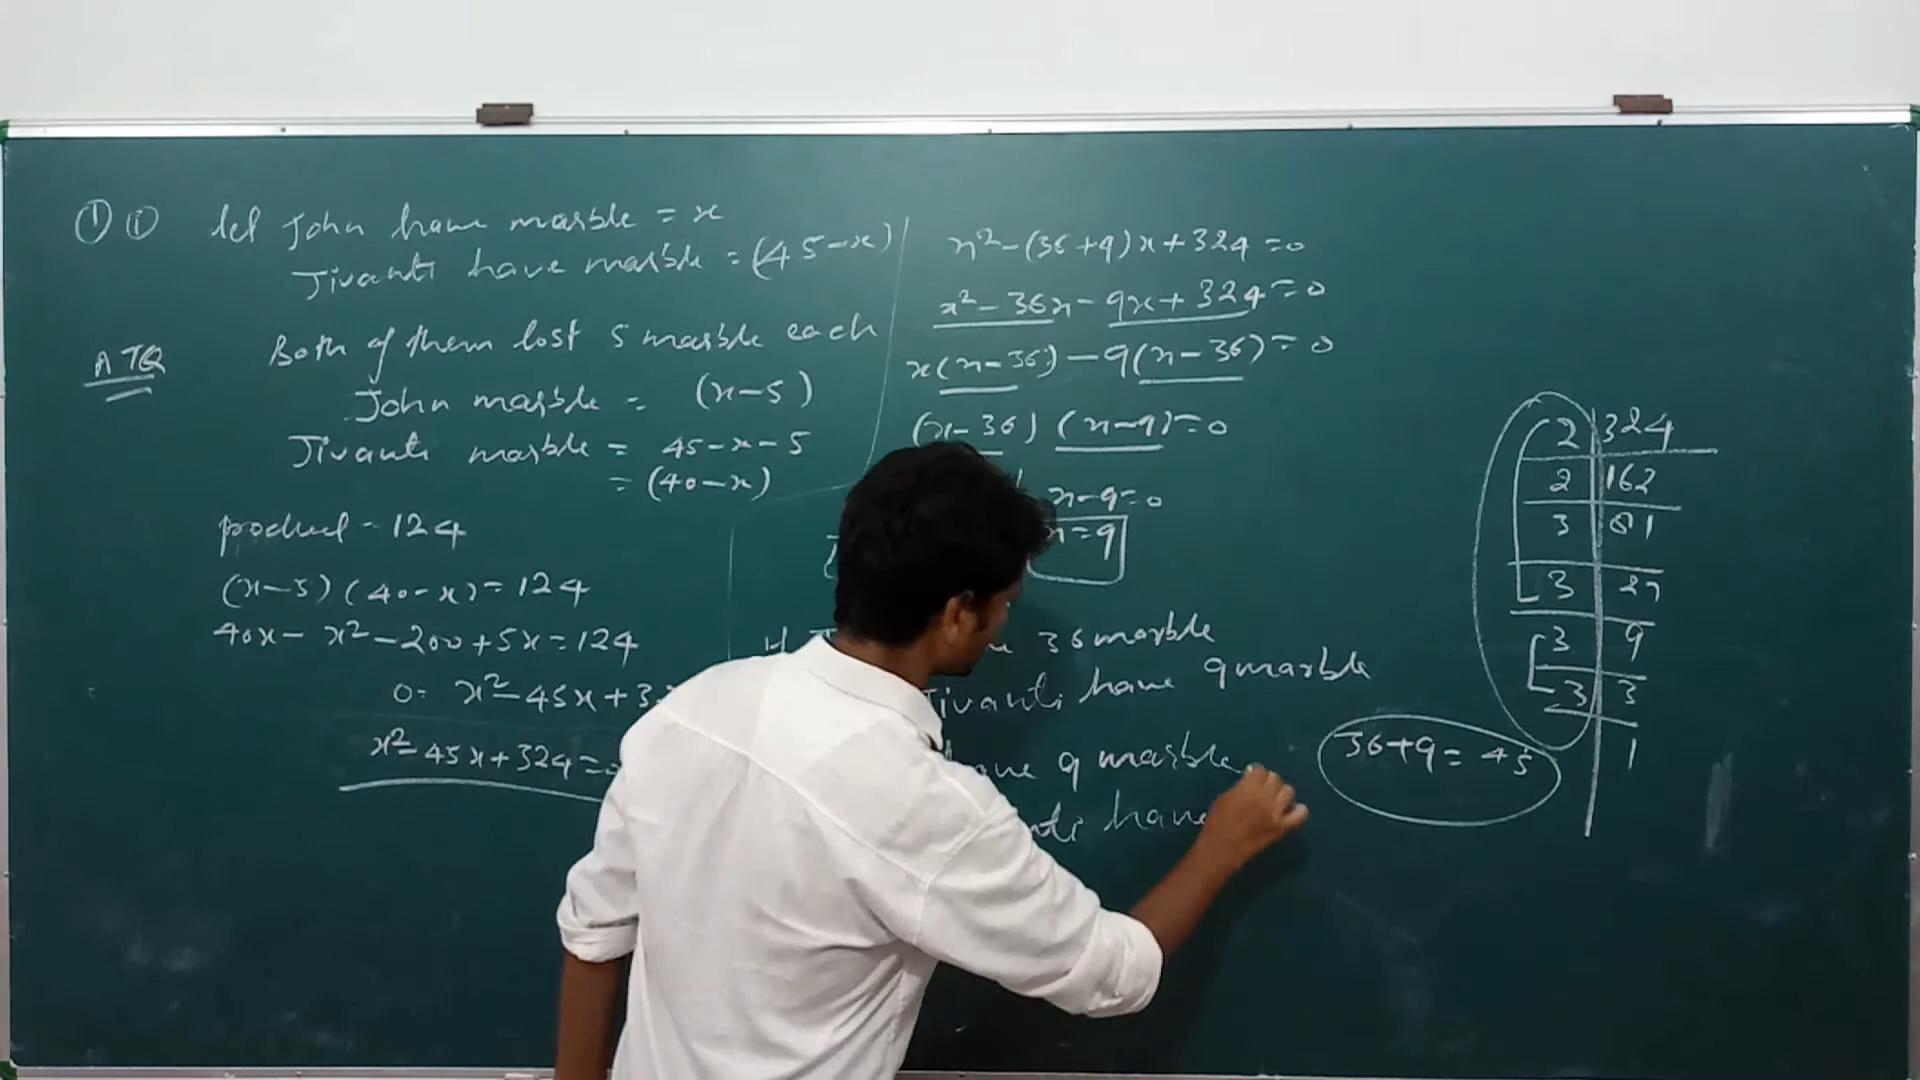 ① ⓘ let John have marble = x
Jivanti have marble = (45-x)
ATQ Both of them lost 5 marble each
John marble = (x-5)
Jivanti marble = 45-x-5
= (40-x)
product = 124
(x-5) (40-x) = 124
40x - x² - 200 + 5x = 124
0 = x² - 45x + 3
x² - 45x + 324 = 0
x² - (36+9)x + 324 = 0
x² - 36x - 9x + 324 = 0
x(x-36) - 9(x-36) = 0
(x-36) (x-9) = 0
x-9 = 0
x = 9
If 36 marble
Jivanti have 9 marble
have 9 marble
have
2 324
2 162
3 81
3 27
3 9
3 3
1
36+9 = 45